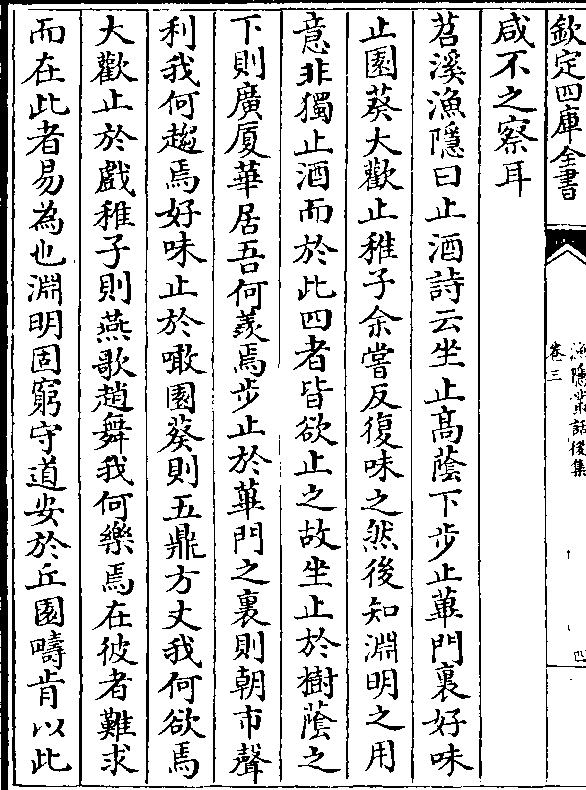 欽定四庫全書
漁隱叢話後集
卷三
四
咸不之察耳
苕溪漁隱曰止酒詩云坐止髙蔭下步止蓽門裏好味
止園葵大歡止稚子余嘗反復味之然後知淵明之用
意非獨止酒而於此四者皆欲止之故坐止於樹蔭之
下則廣厦華居吾何羨焉步止於蓽門之裏則朝市聲
利我何趨焉好味止於噉園葵則五鼎方丈我何欲焉
大歡止於戲稚子則燕歌趙舞我何樂焉在彼者難求
而在此者易為也淵明固窮守道安於丘園疇肯以此